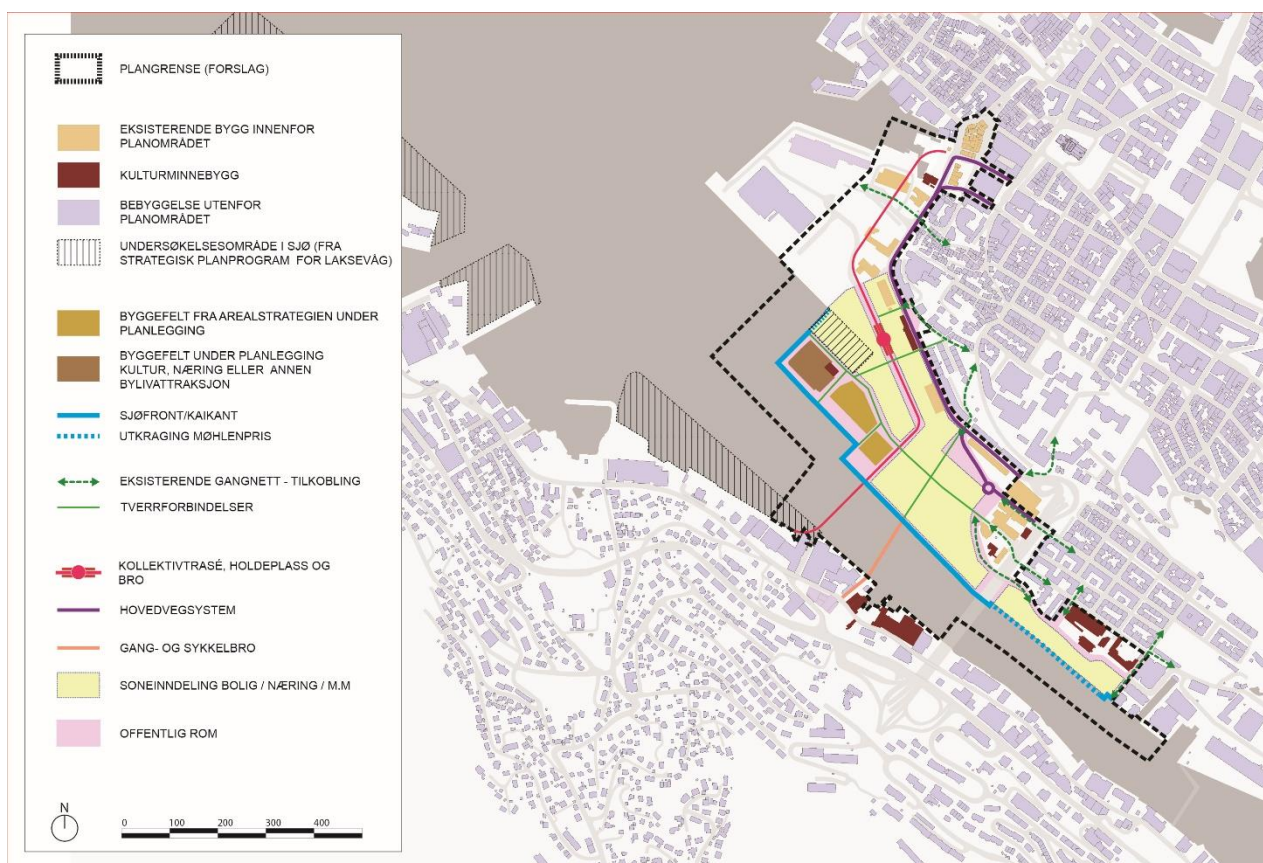 PLANGRENSE (FORSLAG)
EKSISTERENDE BYGG INNENFOR
PLANOMRÅDET
KULTURMINNEBYGG
BEBYGGELSE UTENFOR
PLANOMRÅDET
UNDERSØKELSESOMRÅDE I SJØ (FRA
STRATEGISK PLANPROGRAM FOR LAKSEVÅG)
BYGGEFELT FRA AREALSTRATEGIEN UNDER
PLANLEGGING
BYGGEFELT UNDER PLANLEGGING
KULTUR, NÆRING ELLER ANNEN
BYLIVATTRAKSJON
SJØFRONT/KAIKANT
UTKRAGING MØHLENPRIS
EKSISTERENDE GANGNETT - TILKOBLING
TVERRFORBINDELSER
KOLLEKTIVTRASÉ, HOLDEPLASS OG
BRO
HOVEDVEGSYSTEM
GANG- OG SYKKELBRO
SONEINNDELING BOLIG / NÆRING / M.M
OFFENTLIG ROM
N
0 100 200 300 400